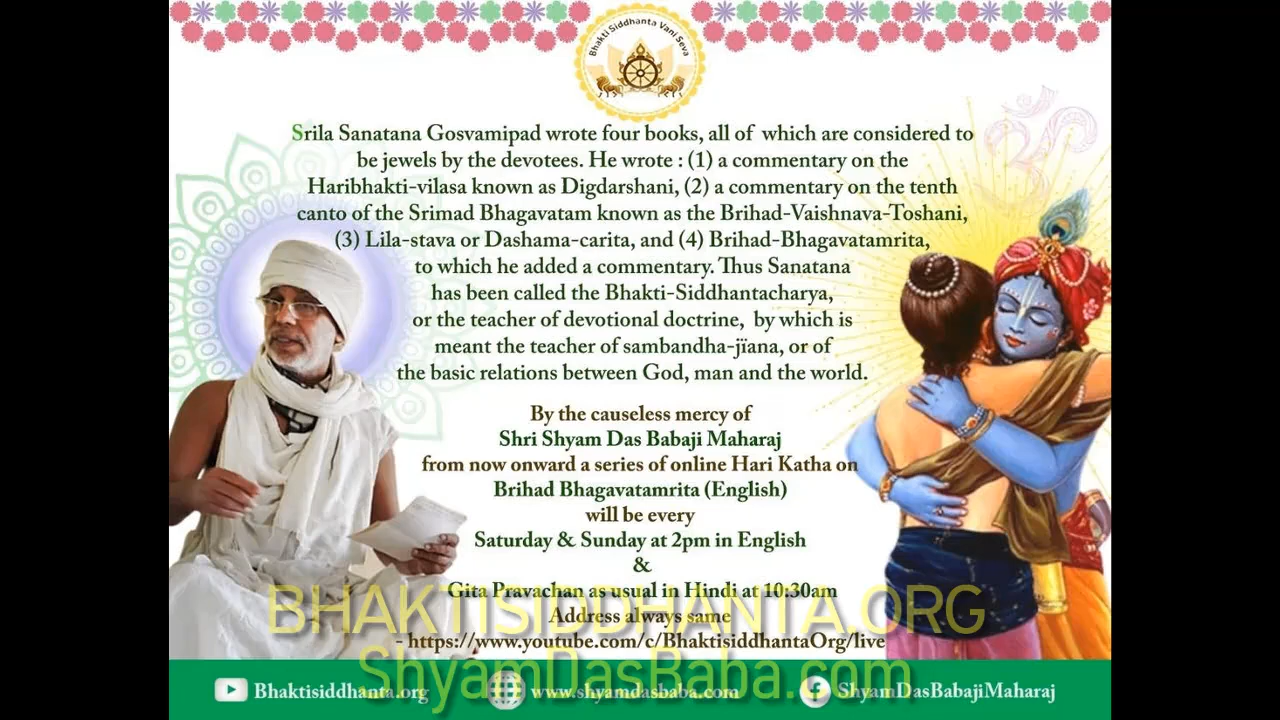 Bhakti Siddhanta Vani Seva
Srila Sanatana Gosvamipad wrote four books, all of which are considered to
be jewels by the devotees. He wrote : (1) a commentary on the
Haribhakti-vilasa known as Digdarshani, (2) a commentary on the tenth
canto of the Srimad Bhagavatam known as the Brihad-Vaishnava-Toshani,
(3) Lila-stava or Dashama-carita, and (4) Brihad-Bhagavatamrita,
to which he added a commentary. Thus Sanatana
has been called the Bhakti-Siddhantacharya,
or the teacher of devotional doctrine, by which is
meant the teacher of sambandha-jïana, or of
the basic relations between God, man and the world.
By the causeless mercy of
Shri Shyam Das Babaji Maharaj
from now onward a series of online Hari Katha on
Brihad Bhagavatamrita (English)
will be every
Saturday & Sunday at 2pm in English
&
Gita Pravachan as usual in Hindi at 10:30am
BHAKTISIDDHANTA.ORG
Address always same
- https://www.youtube.com/c/BhaktisiddhantaOrg/live
ShyamDasBaba.com
Bhaktisiddhanta.org www.shyamdasbaba.com ShyamDasBabajiMaharaj